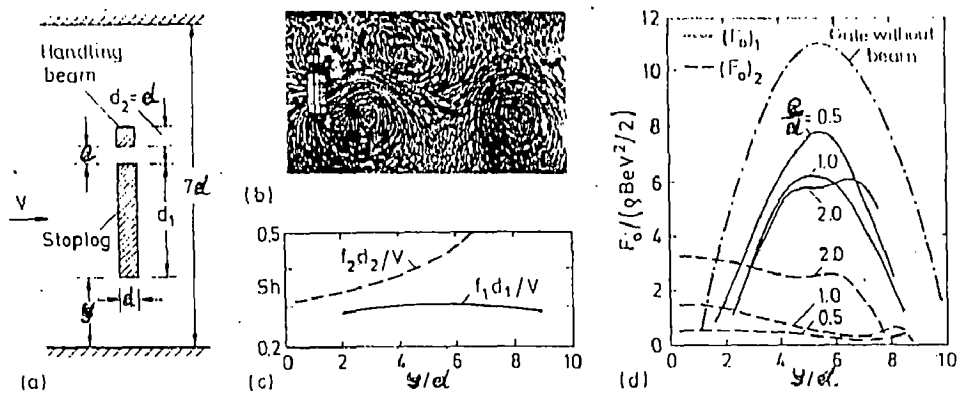 Handling
beam
d₂ = d
e
7d
V
d₁
Stoplog
d
y
(a)
(b)
0.5
f₂d₂/V
Sh
f₁d₁/V
0.2
0 2 4 6 8 10
y/d
(c)
12
(F₀)₁
Gate without
beam
(F₀)₂
10
e/d = 0.5
8
1.0
6
2.0
F₀/(ρBeV²/2)
4
2.0
2
1.0
0.5
0
0 2 4 6 8 10
y/d
(d)